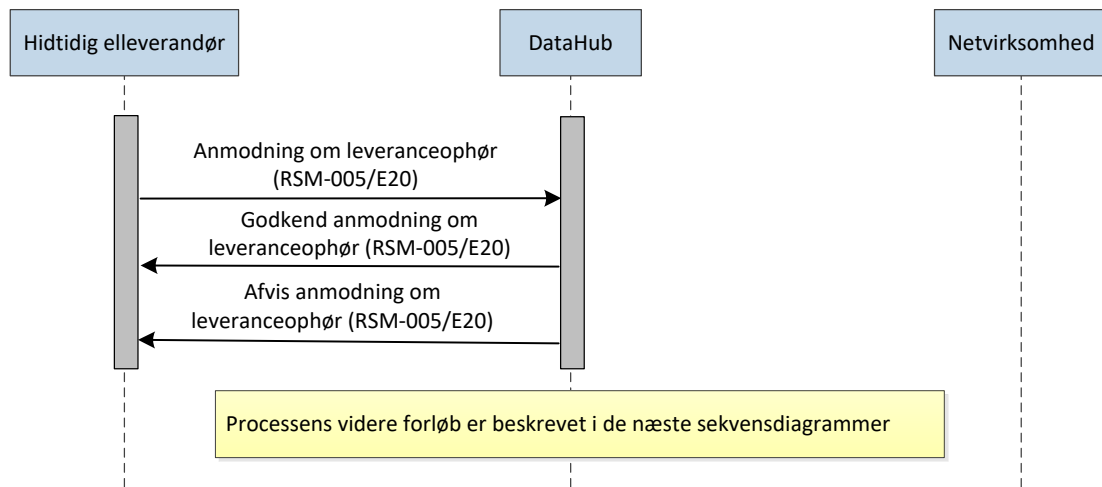 Hidtidig elleverandør
DataHub
Netvirksomhed
Anmodning om leveranceophør
(RSM-005/E20)
Godkend anmodning om
leveranceophør (RSM-005/E20)
Afvis anmodning om
leveranceophør (RSM-005/E20)
Processens videre forløb er beskrevet i de næste sekvensdiagrammer